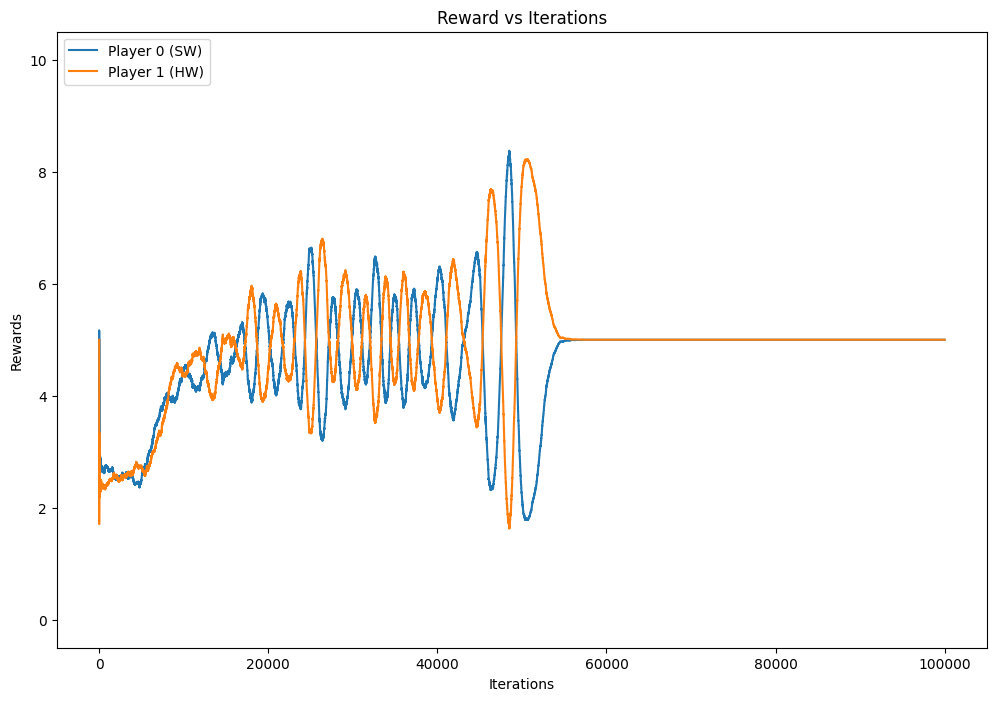 Reward vs Iterations
Player 0 (SW)
Player 1 (HW)
Rewards
10
8
6
4
2
0
0 20000 40000 60000 80000 100000
Iterations